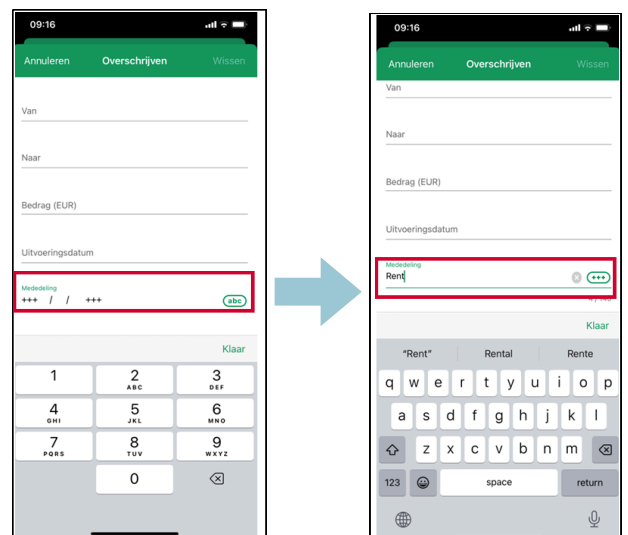 09:16
Annuleren Overschrijven Wissen
Van
Naar
Bedrag (EUR)
Uitvoeringsdatum
Mededeling
+++ / / +++ abc
Klaar
1 2 3
ABC DEF
4 5 6
GHI JKL MNO
7 8 9
PQRS TUV WXYZ
0
09:16
Annuleren Overschrijven Wissen
Van
Naar
Bedrag (EUR)
Uitvoeringsdatum
Mededeling
Rent +++
Klaar
"Rent" Rental Rente
q w e r t y u i o p
a s d f g h j k l
z x c v b n m
123 space return